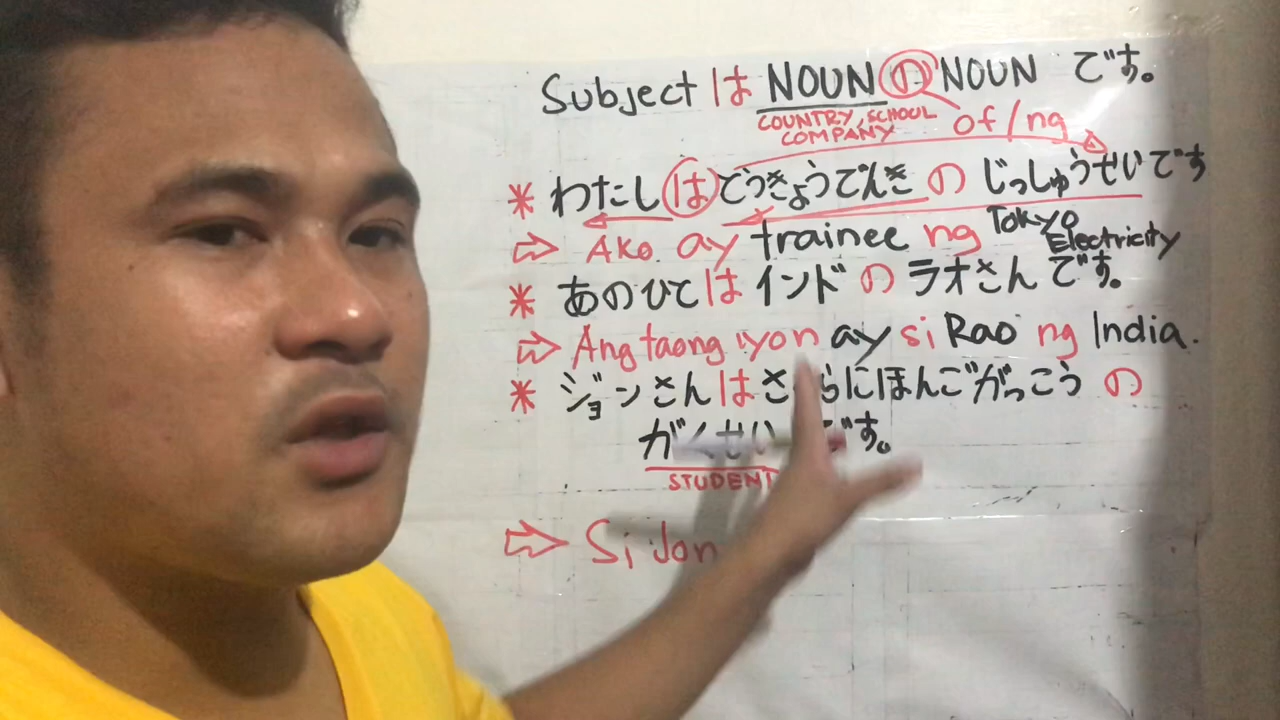 Subject は NOUN の NOUN です。
COUNTRY, SCHOOL
COMPANY
of/ng
* わたしはとうきょうでんきのじっしゅうせいです
⇨ Ako ay trainee ng Tokyo Electricity
* あのひとは インドの ラオさんです。
⇨ Ang taong iyon ay si Rao ng India.
* ジョンさんはさくらにほんごがっこうの
がくせいです。
STUDENT
⇨ Si Jon